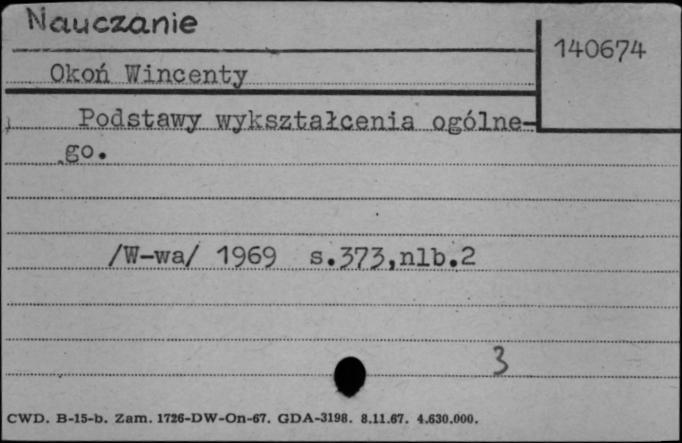 Nauczanie
140674
Okoń Wincenty
Podstawy wykształcenia ogólne-
go.
/W-wa/ 1969 s.373,nlb.2
3
CWD. B-15-b. Zam. 1726-DW-On-67. GDA-3198. 8.11.67. 4.630.000.